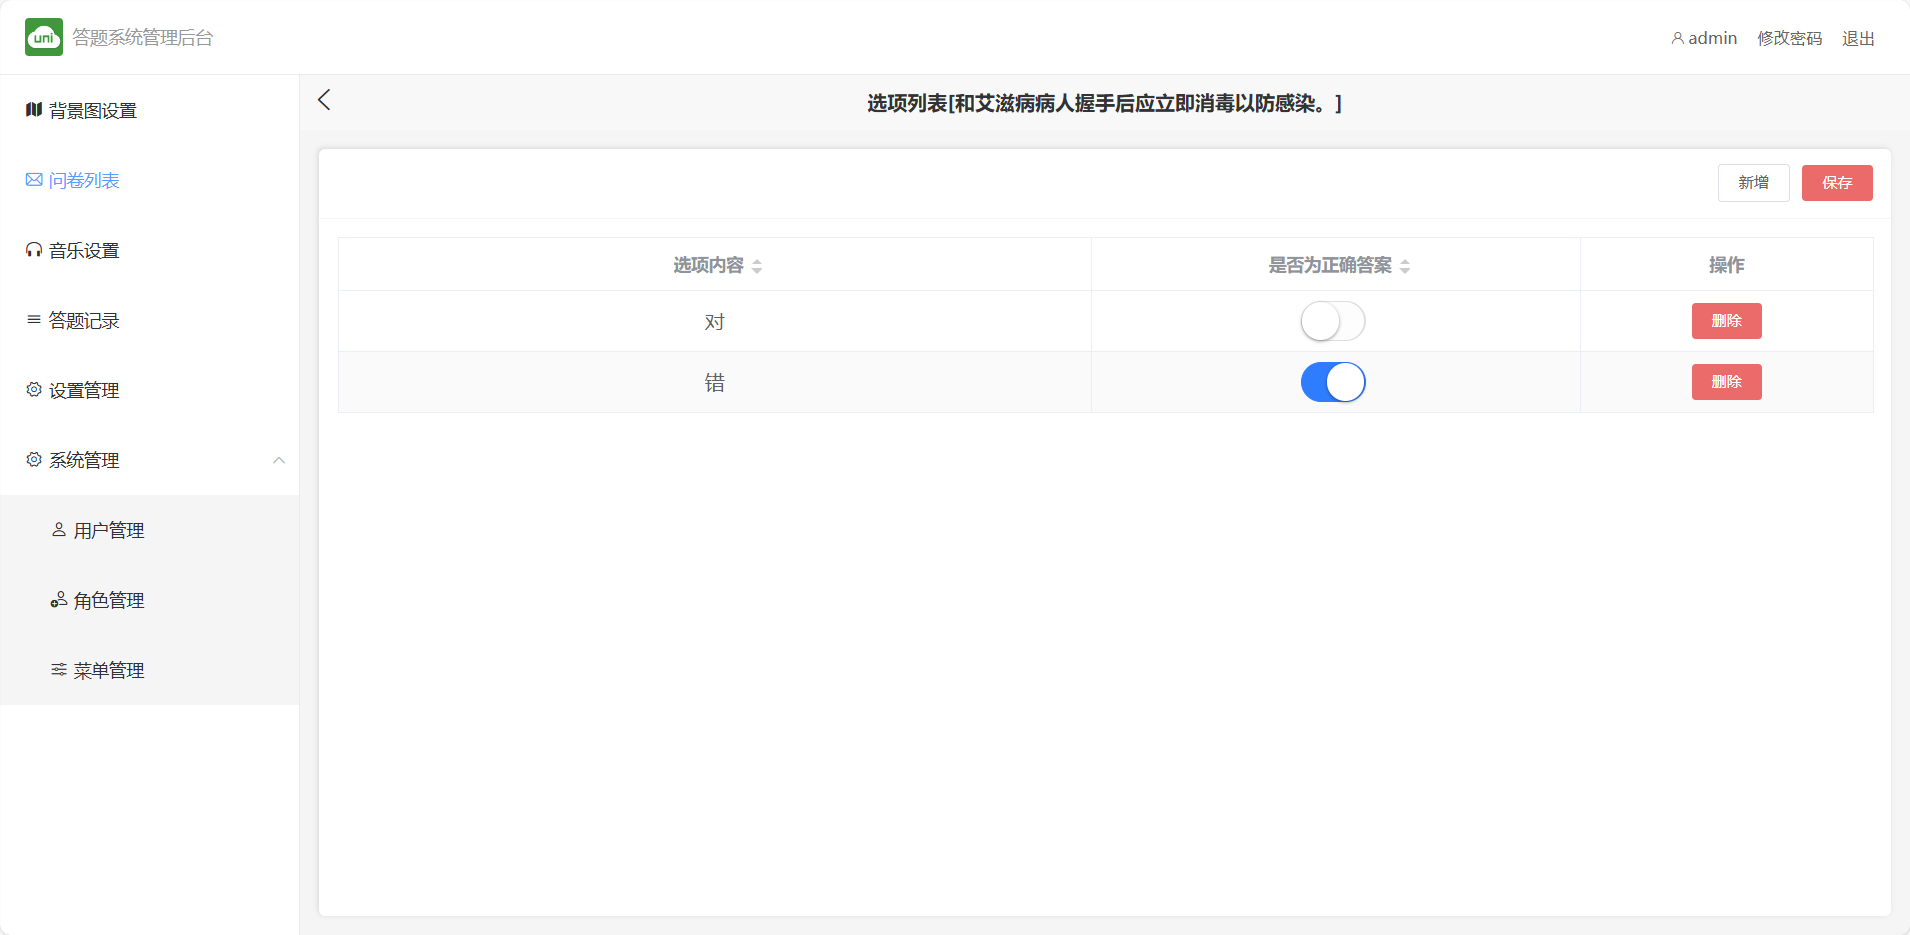 uni 答题系统管理后台
admin 修改密码 退出
背景图设置
问卷列表
音乐设置
答题记录
设置管理
系统管理
用户管理
角色管理
菜单管理
选项列表[和艾滋病病人握手后应立即消毒以防感染。]
新增 保存
选项内容 是否为正确答案 操作
对 删除
错 删除